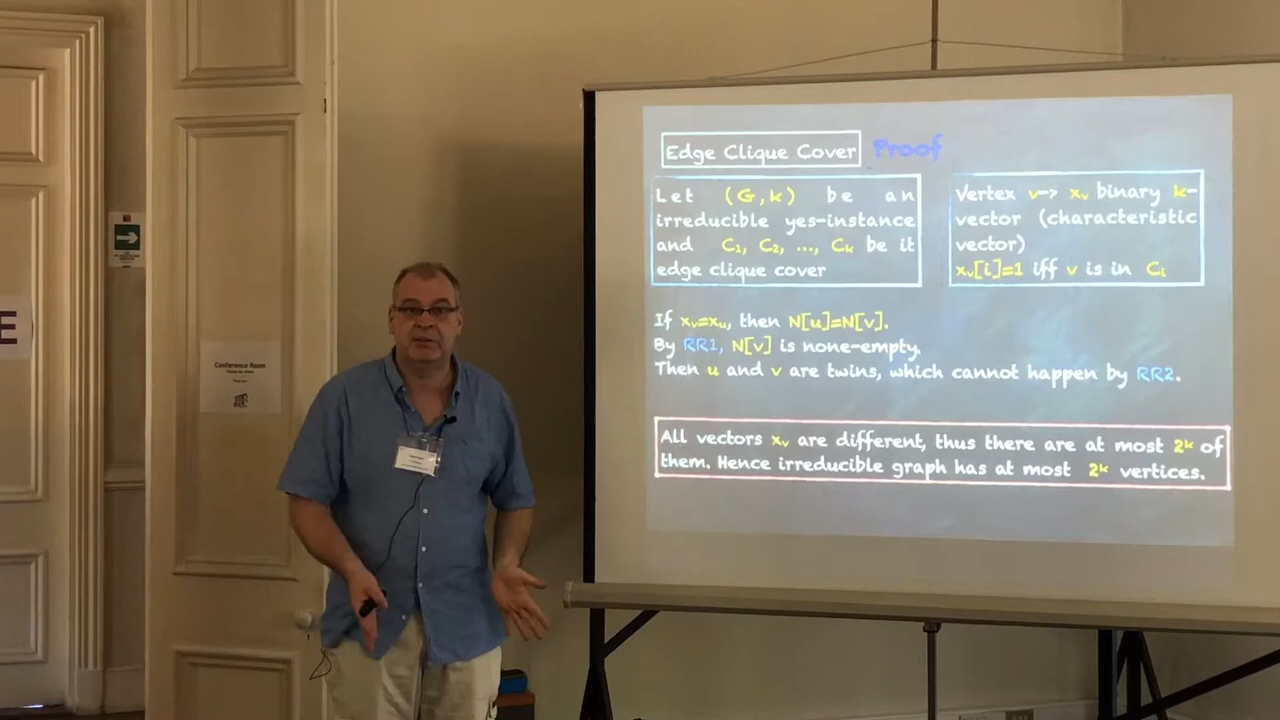 Edge Clique Cover Proof
Let (G,k) be an
irreducible yes-instance
and C₁, C₂, ..., Cₖ be it
edge clique cover
Vertex v-> xᵥ binary k-
vector (characteristic
vector)
xᵥ[i]=1 iff v is in Cᵢ
If xᵥ=xᵤ, then N[u]=N[v].
By RR1, N[v] is none-empty.
Then u and v are twins, which cannot happen by RR2.
All vectors xᵥ are different, thus there are at most 2ᵏ of
them. Hence irreducible graph has at most 2ᵏ vertices.
E
Conference Room